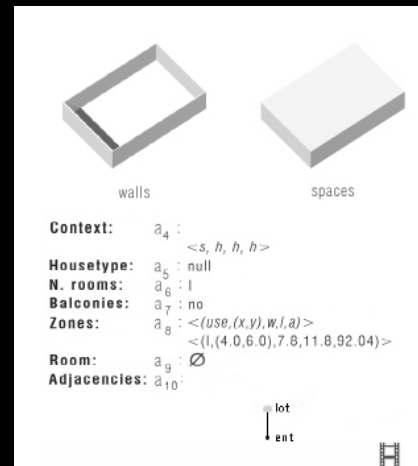 walls spaces
Context: a4 :
<s, h, h, h>
Housetype: a5 : null
N. rooms: a6 : I
Balconies: a7 : no
Zones: a8 : <(use,(x,y),w,l,a)>
<(I,(4.0,6.0),7.8,11.8,92.04)>
Room: a9 : Ø
Adjacencies: a10 :
lot
ent